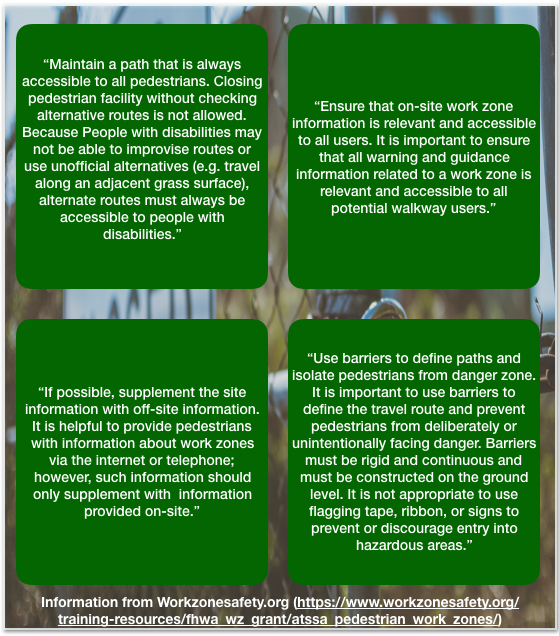 “Maintain a path that is always
accessible to all pedestrians. Closing
pedestrian facility without checking
alternative routes is not allowed.
Because People with disabilities may
not be able to improvise routes or
use unofficial alternatives (e.g. travel
along an adjacent grass surface),
alternate routes must always be
accessible to people with
disabilities.”
“Ensure that on-site work zone
information is relevant and accessible
to all users. It is important to ensure
that all warning and guidance
information related to a work zone is
relevant and accessible to all
potential walkway users.”
“If possible, supplement the site
information with off-site information.
It is helpful to provide pedestrians
with information about work zones
via the internet or telephone;
however, such information should
only supplement with information
provided on-site.”
“Use barriers to define paths and
isolate pedestrians from danger zone.
It is important to use barriers to
define the travel route and prevent
pedestrians from deliberately or
unintentionally facing danger. Barriers
must be rigid and continuous and
must be constructed on the ground
level. It is not appropriate to use
flagging tape, ribbon, or signs to
prevent or discourage entry into
hazardous areas.”
Information from Workzonesafety.org (https://www.workzonesafety.org/
training-resources/fhwa_wz_grant/atssa_pedestrian_work_zones/)